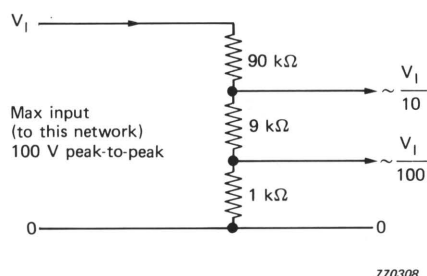 V_I
90 kΩ
~ V_I/10
Max input
(to this network)
100 V peak-to-peak
9 kΩ
~ V_I/100
1 kΩ
0
0
770308